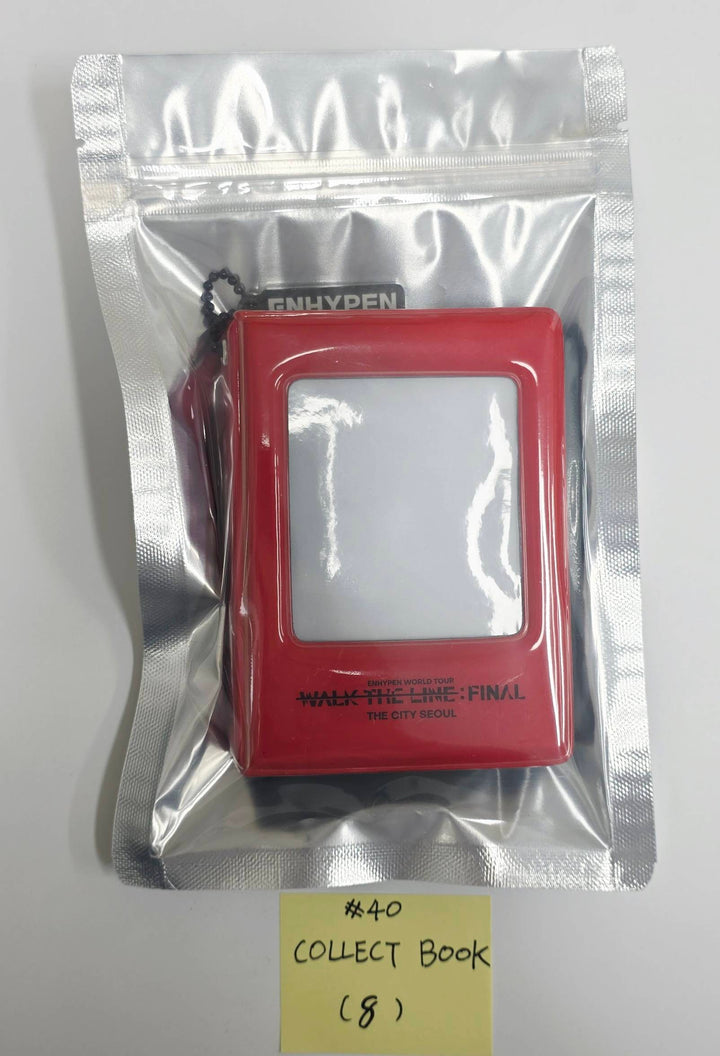 ENHYPEN
ENHYPEN WORLD TOUR
WALK THE LINE : FINAL
THE CITY SEOUL
#40
COLLECT BOOK
(8)